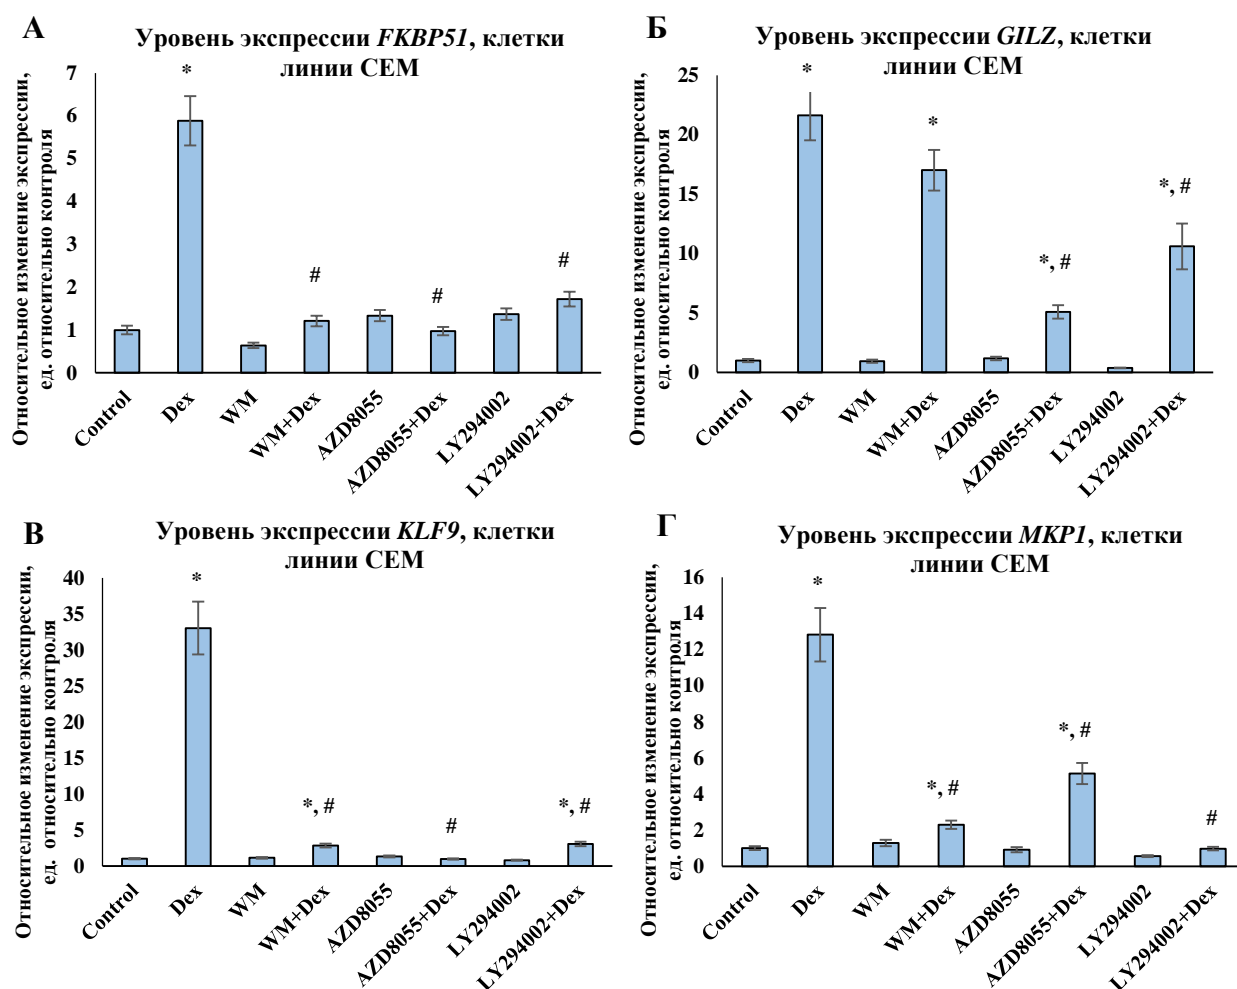 А
Уровень экспрессии FKBP51, клетки
линии CEM
Относительное изменение экспрессии,
ед. относительно контроля
7
6
5
4
3
2
1
0
*
#
#
#
Control
Dex
WM
WM+Dex
AZD8055
AZD8055+Dex
LY294002
LY294002+Dex
Б
Уровень экспрессии GILZ, клетки
линии CEM
Относительное изменение экспрессии,
ед. относительно контроля
25
20
15
10
5
0
*
*
*, #
*, #
Control
Dex
WM
WM+Dex
AZD8055
AZD8055+Dex
LY294002
LY294002+Dex
В
Уровень экспрессии KLF9, клетки
линии CEM
Относительное изменение экспрессии,
ед. относительно контроля
40
35
30
25
20
15
10
5
0
*
*, #
#
*, #
Control
Dex
WM
WM+Dex
AZD8055
AZD8055+Dex
LY294002
LY294002+Dex
Г
Уровень экспрессии MKP1, клетки
линии CEM
Относительное изменение экспрессии,
ед. относительно контроля
16
14
12
10
8
6
4
2
0
*
*, #
*, #
#
Control
Dex
WM
WM+Dex
AZD8055
AZD8055+Dex
LY294002
LY294002+Dex